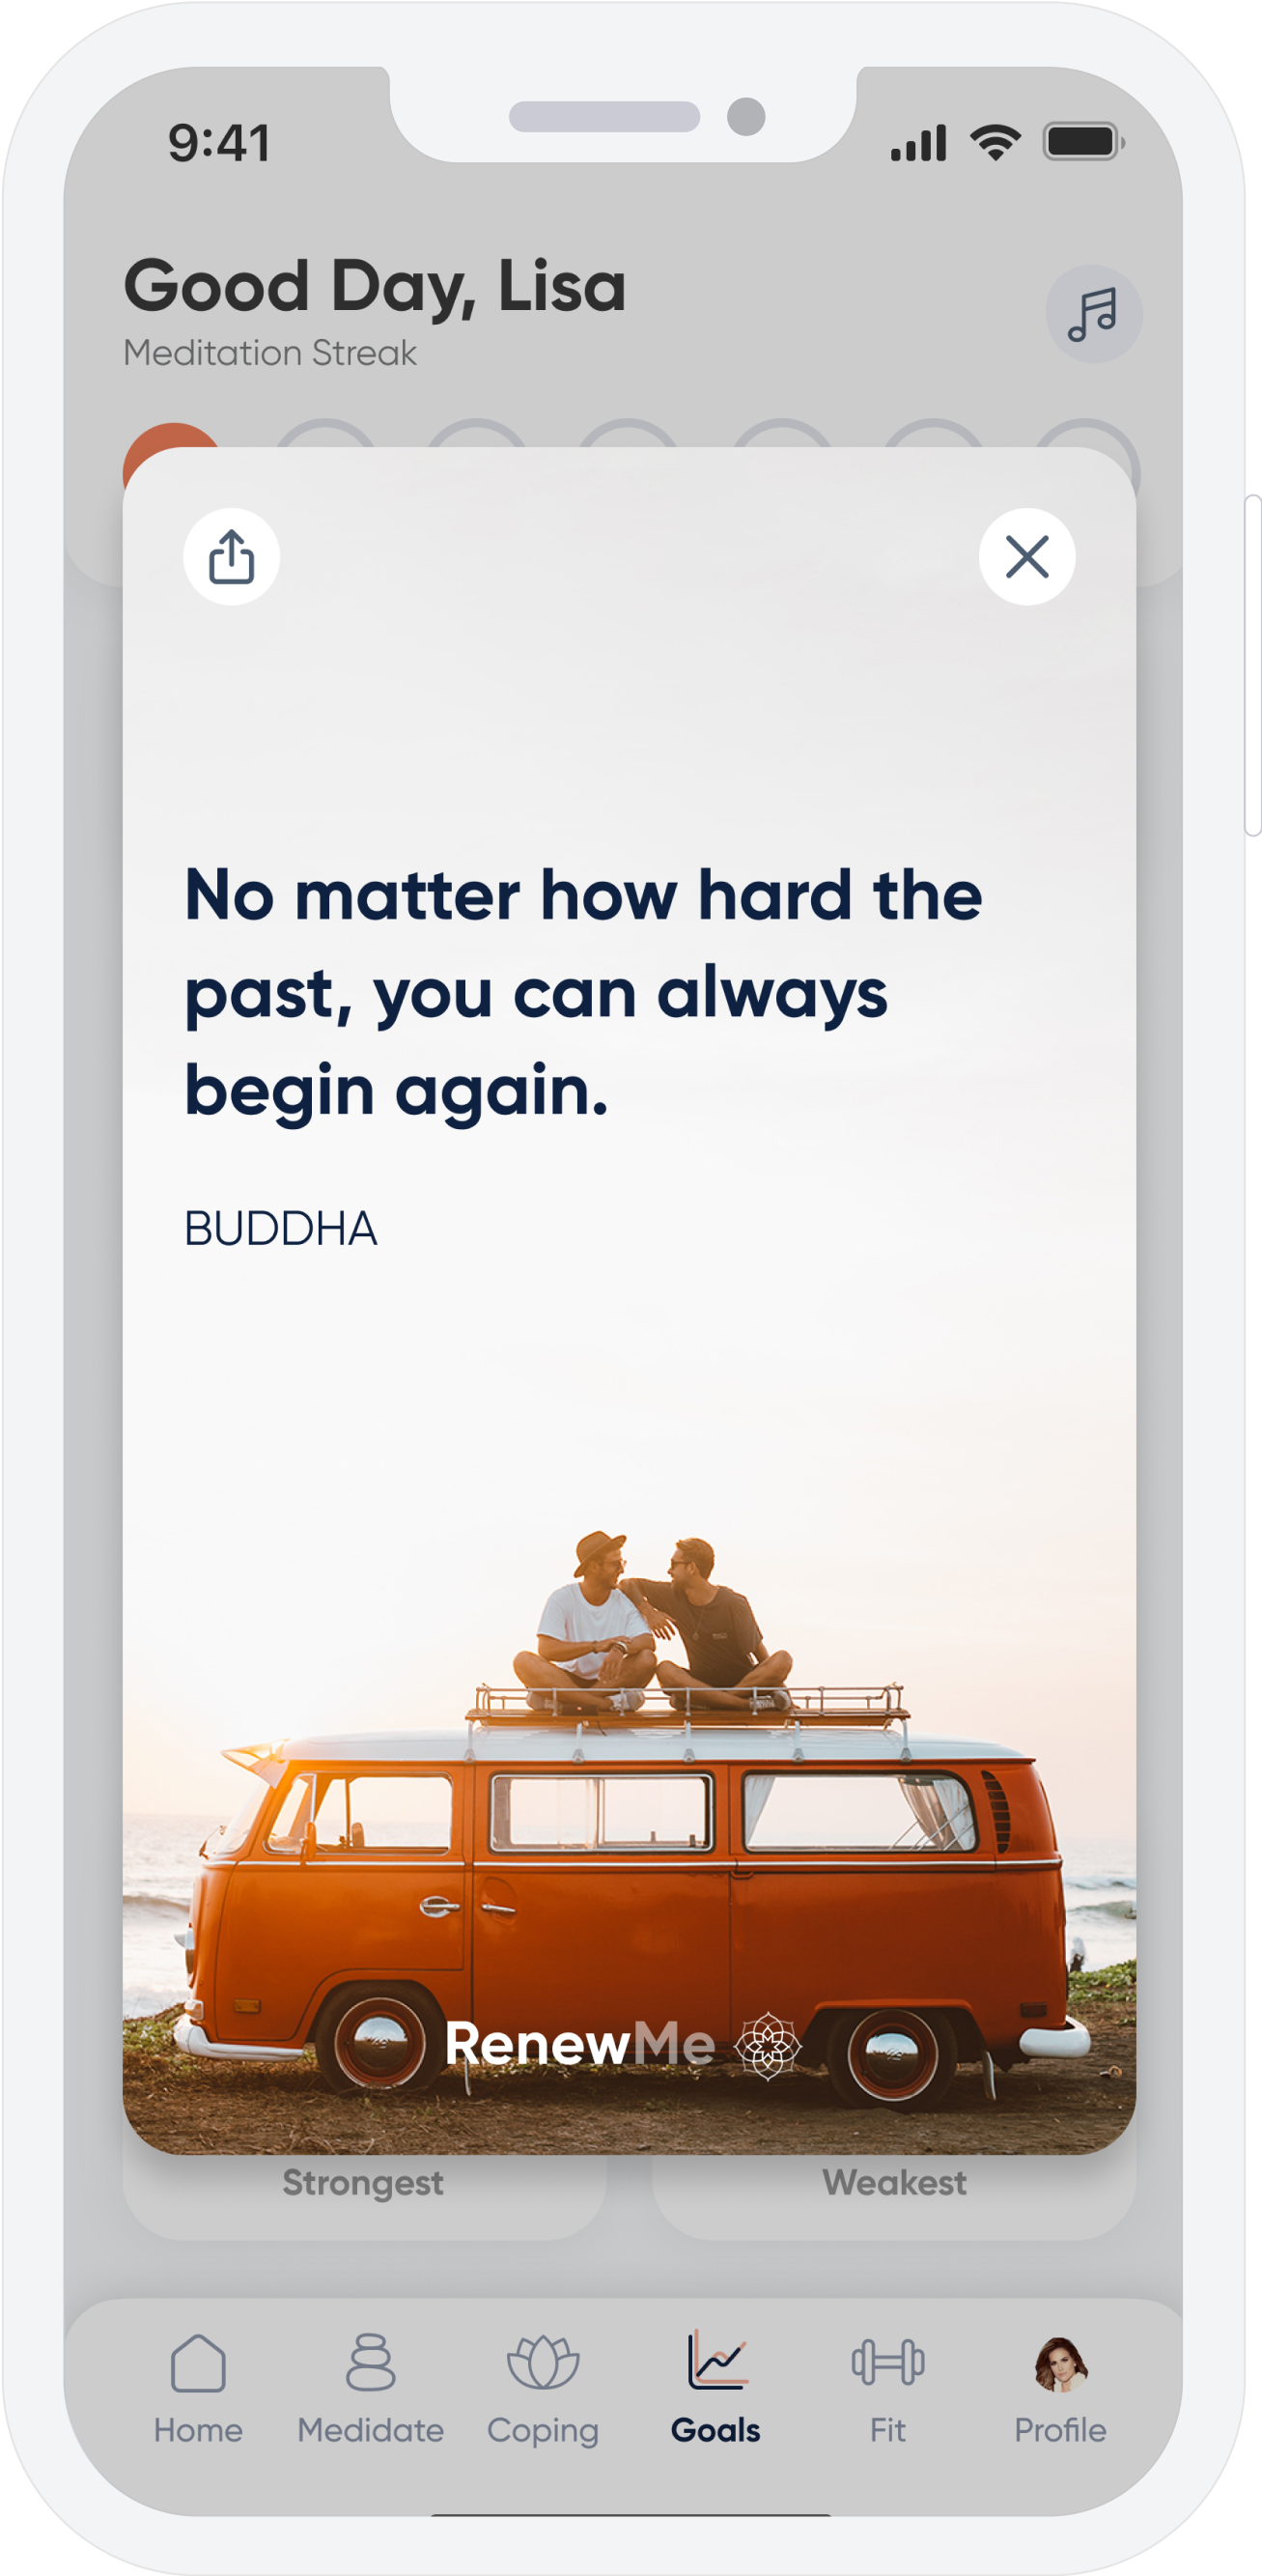 9:41
Good Day, Lisa
Meditation Streak
No matter how hard the
past, you can always
begin again.
BUDDHA
RenewMe
Strongest
Weakest
Home
Medidate
Coping
Goals
Fit
Profile